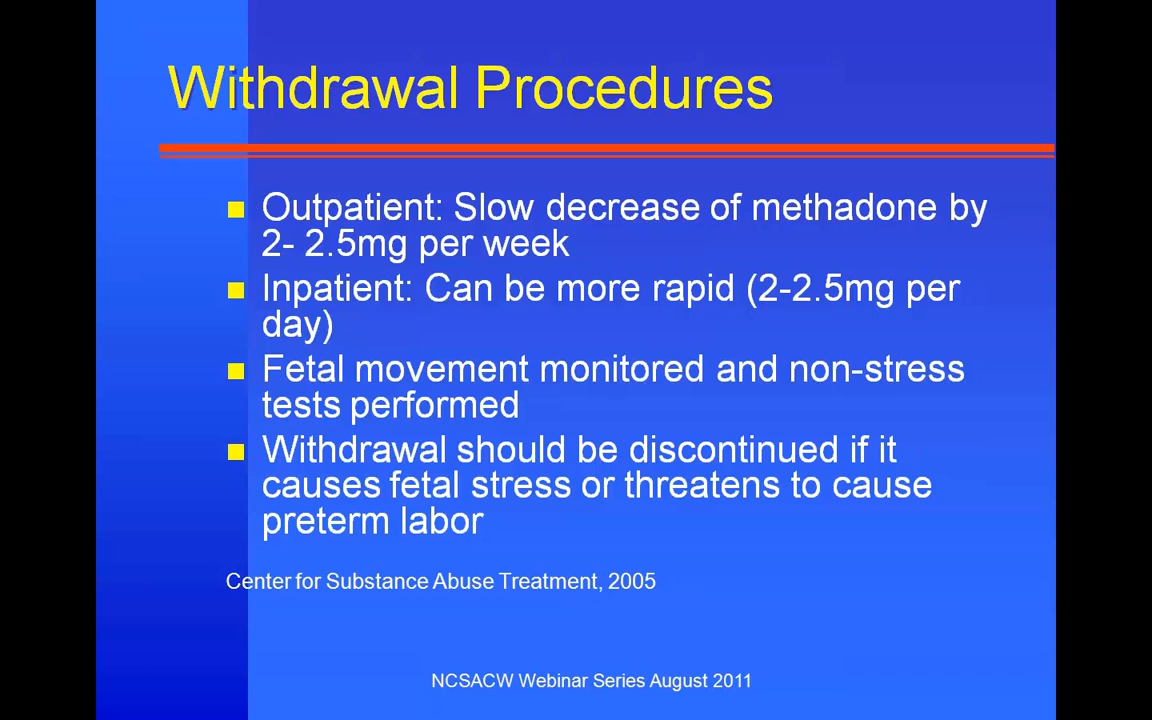 Withdrawal Procedures
Outpatient: Slow decrease of methadone by
2- 2.5mg per week
Inpatient: Can be more rapid (2-2.5mg per
day)
Fetal movement monitored and non-stress
tests performed
Withdrawal should be discontinued if it
causes fetal stress or threatens to cause
preterm labor
Center for Substance Abuse Treatment, 2005
NCSACW Webinar Series August 2011